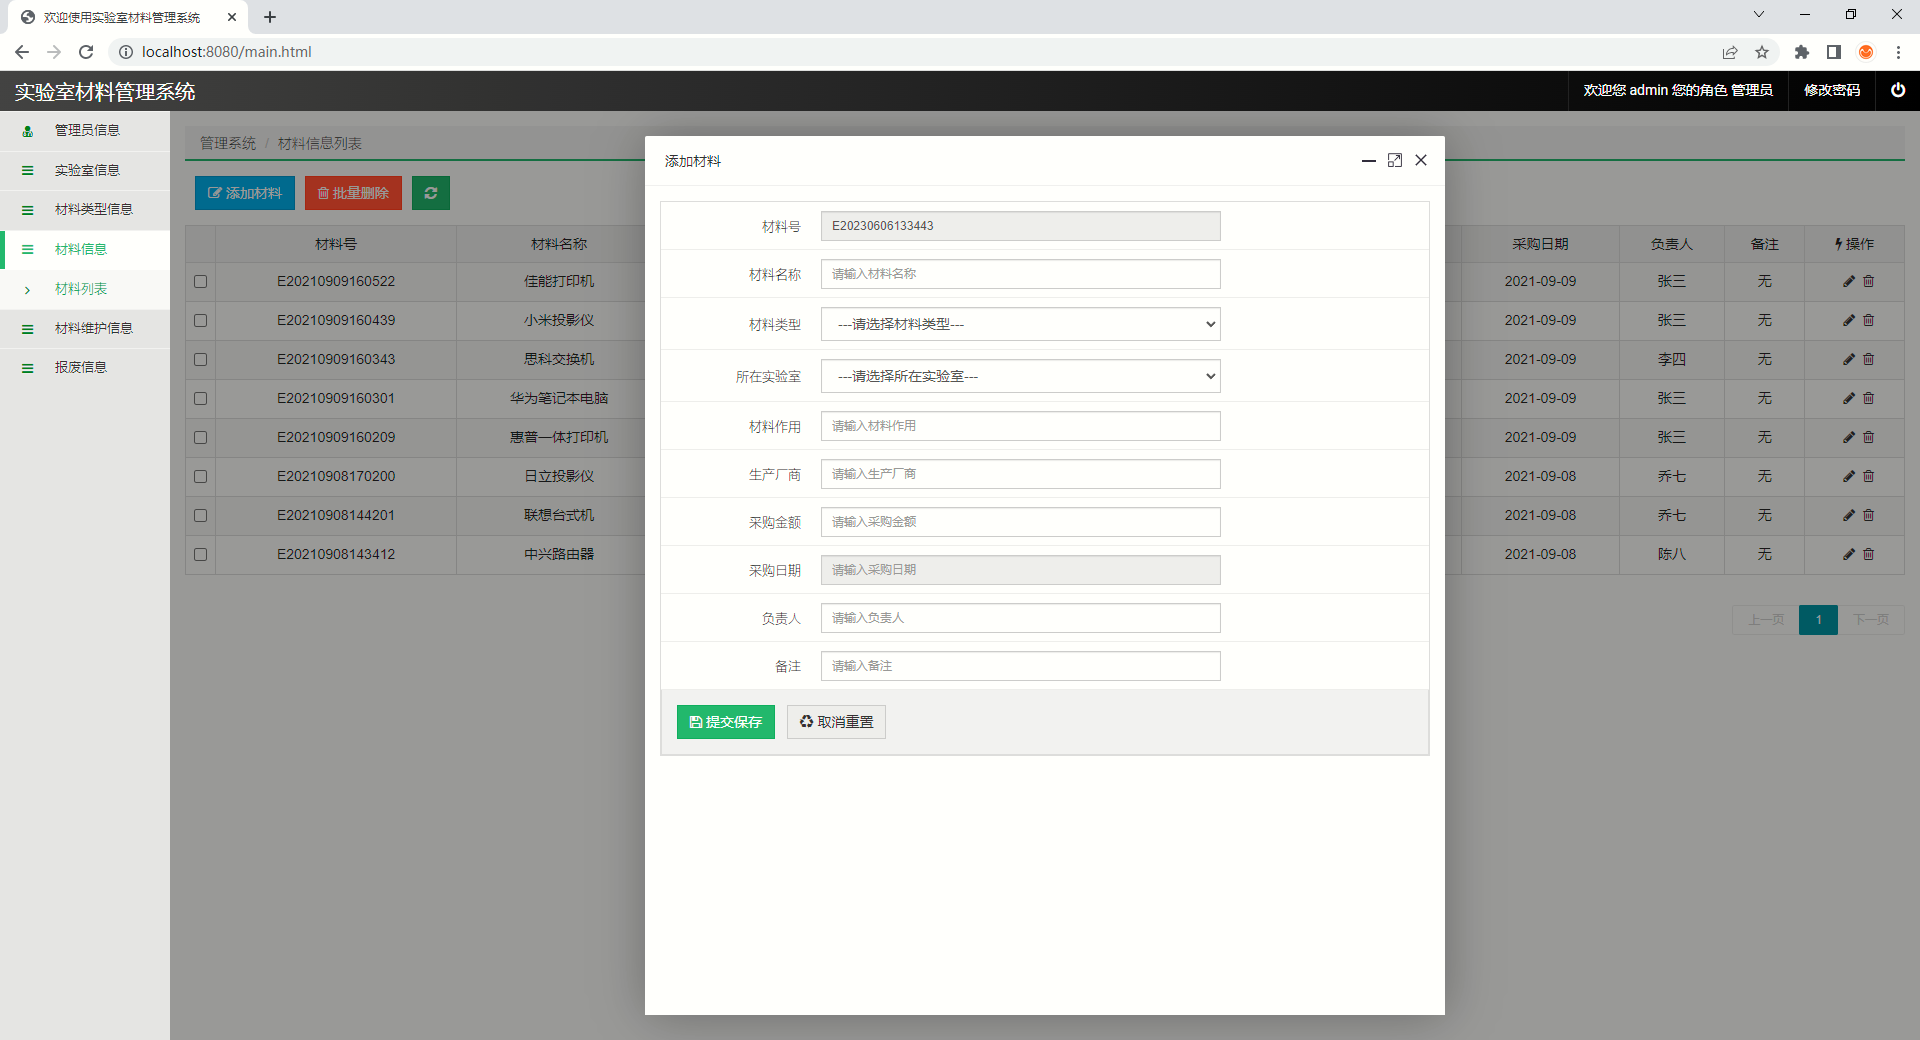 欢迎使用实验室材料管理系统
localhost:8080/main.html
实验室材料管理系统
欢迎您 admin 您的角色 管理员
修改密码
管理员信息
实验室信息
材料类型信息
材料信息
材料列表
材料维护信息
报废信息
管理系统 / 材料信息列表
添加材料 批量删除
材料号 材料名称 采购日期 负责人 备注 操作
E20210909160522 佳能打印机 2021-09-09 张三 无
E20210909160439 小米投影仪 2021-09-09 张三 无
E20210909160343 思科交换机 2021-09-09 李四 无
E20210909160301 华为笔记本电脑 2021-09-09 张三 无
E20210909160209 惠普一体打印机 2021-09-09 张三 无
E20210908170200 日立投影仪 2021-09-08 乔七 无
E20210908144201 联想台式机 2021-09-08 乔七 无
E20210908143412 中兴路由器 2021-09-08 陈八 无
上一页 1 下一页
添加材料
材料号 E20230606133443
材料名称 请输入材料名称
材料类型 ---请选择材料类型---
所在实验室 ---请选择所在实验室---
材料作用 请输入材料作用
生产厂商 请输入生产厂商
采购金额 请输入采购金额
采购日期 请输入采购日期
负责人 请输入负责人
备注 请输入备注
提交保存 取消重置